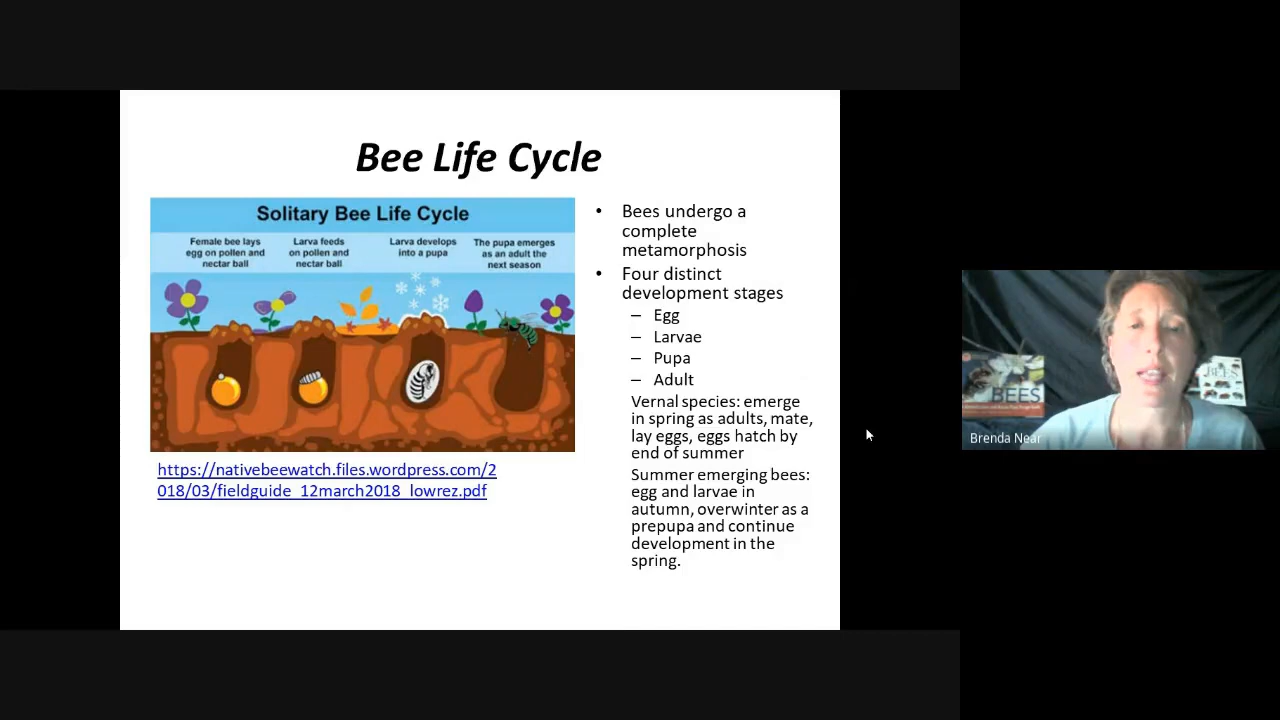 Bee Life Cycle
Solitary Bee Life Cycle
Female bee lays
egg on pollen and
nectar ball
Larva feeds
on pollen and
nectar ball
Larva develops
into a pupa
The pupa emerges
as an adult the
next season
https://nativebeewatch.files.wordpress.com/2
018/03/fieldguide_12march2018_lowrez.pdf
• Bees undergo a
complete
metamorphosis
• Four distinct
development stages
– Egg
– Larvae
– Pupa
– Adult
Vernal species: emerge
in spring as adults, mate,
lay eggs, eggs hatch by
end of summer
Summer emerging bees:
egg and larvae in
autumn, overwinter as a
prepupa and continue
development in the
spring.
BEES
BEES
Brenda Near